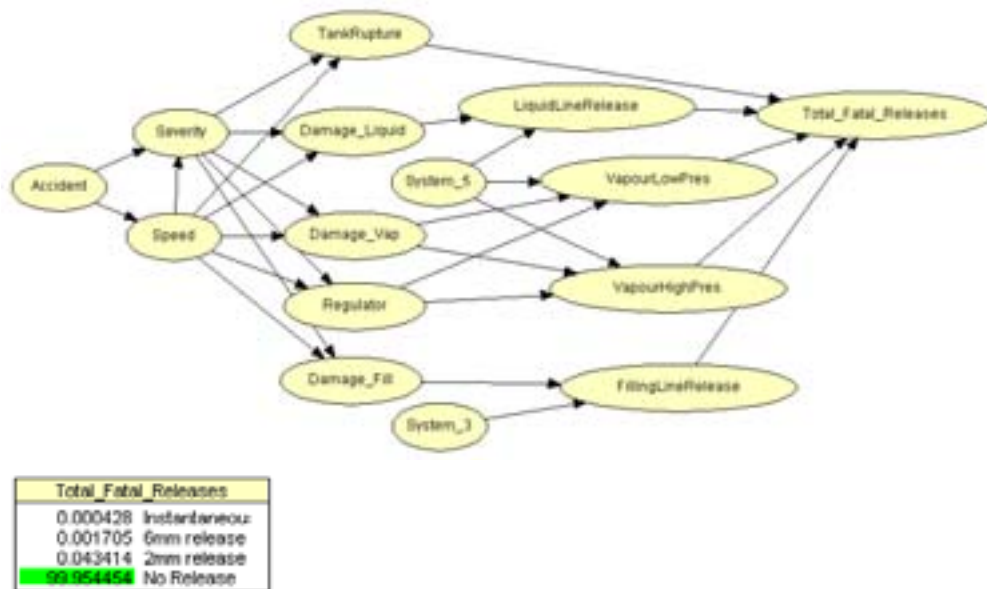 TankRupture
LiquidLineRelease
Total_Fatal_Releases
Severity
Damage_Liquid
Accident
System_5
VapourLowPres
Speed
Damage_Vap
Regulator
VapourHighPres
Damage_Fill
FillingLineRelease
System_3
Total_Fatal_Releases
0.000428 Instantaneou:
0.001705 6mm release
0.043414 2mm release
99.954454 No Release